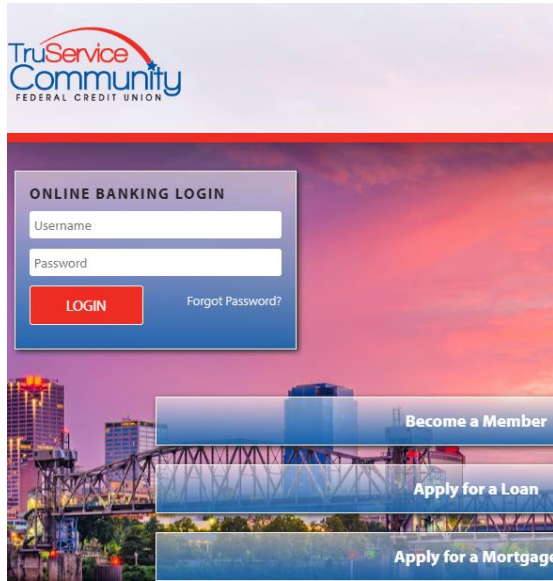 TruService
Community
FEDERAL CREDIT UNION
ONLINE BANKING LOGIN
Username
Password
LOGIN
Forgot Password?
Become a Member
Apply for a Loan
Apply for a Mortgage